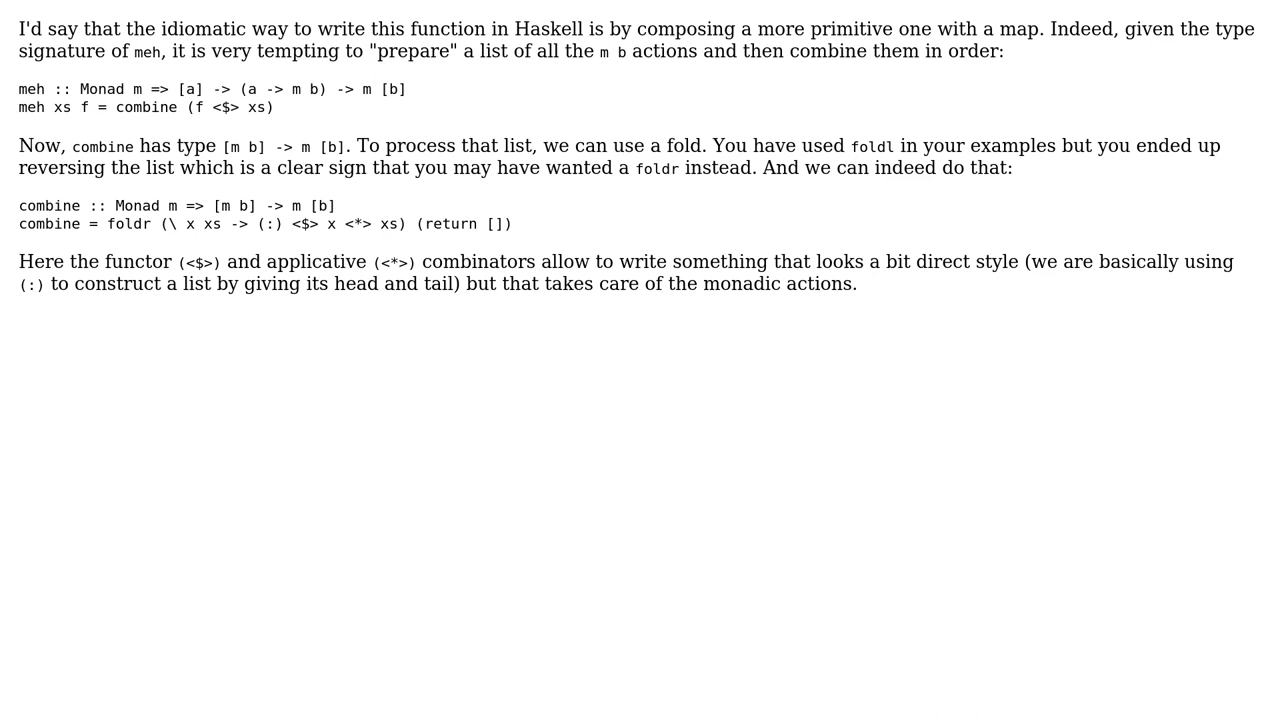 I'd say that the idiomatic way to write this function in Haskell is by composing a more primitive one with a map. Indeed, given the type
signature of meh, it is very tempting to "prepare" a list of all the m b actions and then combine them in order:
meh :: Monad m => [a] -> (a -> m b) -> m [b]
meh xs f = combine (f <$> xs)
Now, combine has type [m b] -> m [b]. To process that list, we can use a fold. You have used foldl in your examples but you ended up
reversing the list which is a clear sign that you may have wanted a foldr instead. And we can indeed do that:
combine :: Monad m => [m b] -> m [b]
combine = foldr (\ x xs -> (:) <$> x <*> xs) (return [])
Here the functor (<$>) and applicative (<*>) combinators allow to write something that looks a bit direct style (we are basically using
(:) to construct a list by giving its head and tail) but that takes care of the monadic actions.